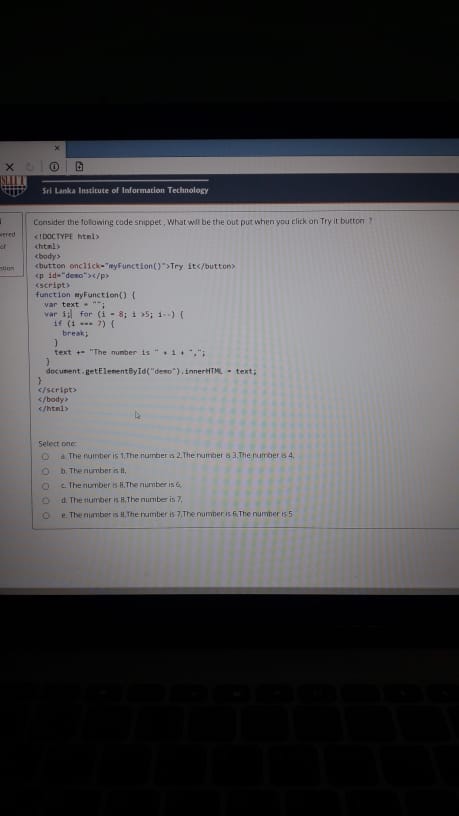 SLIIT
Sri Lanka Institute of Information Technology
Consider the following code snippet , What will be the out put when you click on Try it button ?
<!DOCTYPE html>
<html>
<body>
<button onclick="myFunction()">Try it</button>
<p id="demo"></p>
<script>
function myFunction() {
var text = "";
var i; for (i = 8; i >5; i--) {
if (i === 7) {
break;
}
text += "The number is " + i + ",";
}
document.getElementById("demo").innerHTML = text;
}
</script>
</body>
</html>
Select one:
a. The number is 1,The number is 2,The number is 3,The number is 4,
b. The number is 8,
c. The number is 8,The number is 6,
d. The number is 8,The number is 7,
e. The number is 8,The number is 7,The number is 6,The number is 5